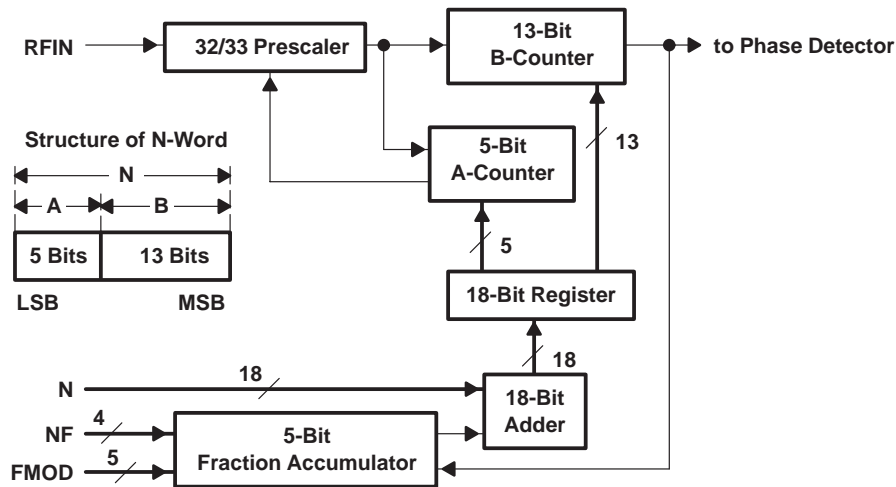 RFIN
32/33 Prescaler
13-Bit
B-Counter
to Phase Detector
Structure of N-Word
N
A
B
5 Bits
13 Bits
LSB
MSB
5-Bit
A-Counter
13
5
18-Bit Register
18
N
18
18-Bit
Adder
NF
4
5-Bit
Fraction Accumulator
FMOD
5